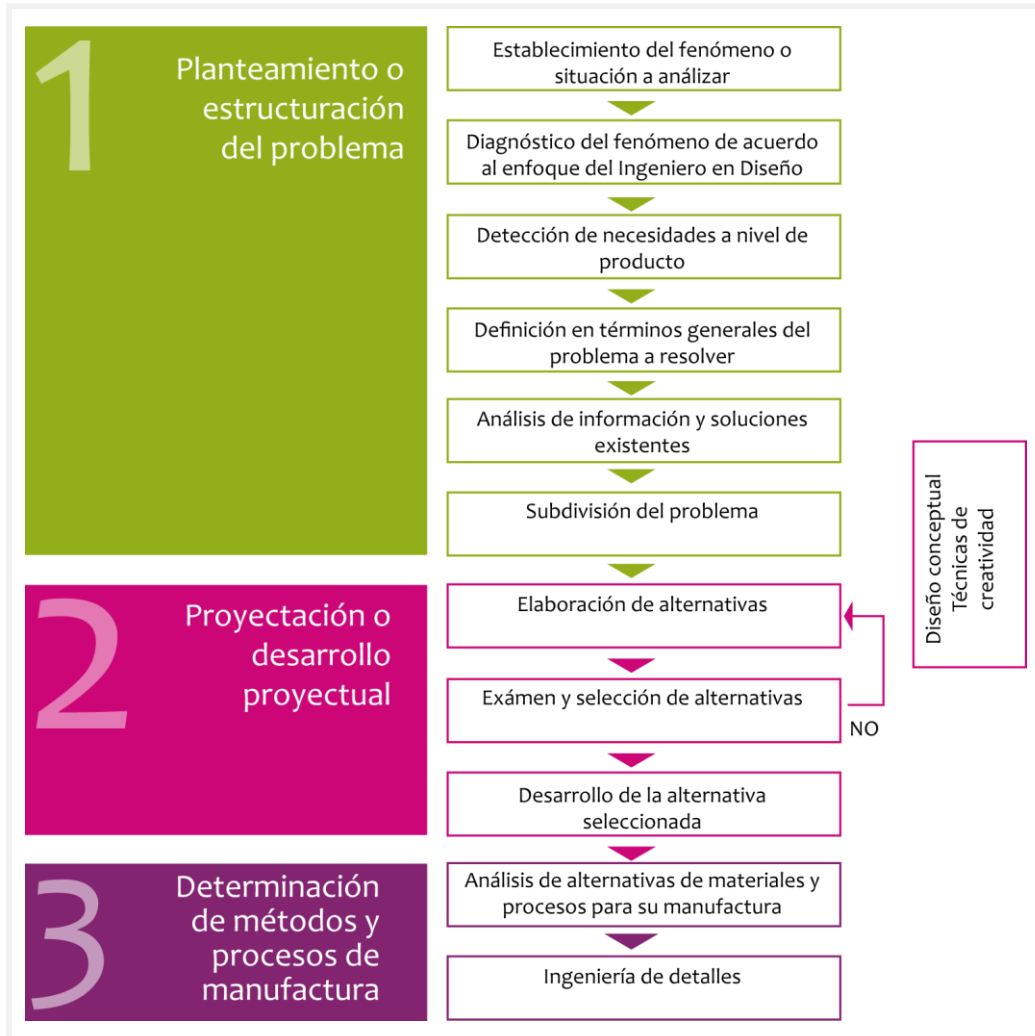 1
Planteamiento o
estructuración
del problema
Establecimiento del fenómeno o
situación a análizar
Diagnóstico del fenómeno de acuerdo
al enfoque del Ingeniero en Diseño
Detección de necesidades a nivel de
producto
Definición en términos generales del
problema a resolver
Análisis de información y soluciones
existentes
Subdivisión del problema
2
Proyectación o
desarrollo
proyectual
Elaboración de alternativas
Exámen y selección de alternativas
NO
Desarrollo de la alternativa
seleccionada
Diseño conceptual
Técnicas de
creatividad
3
Determinación
de métodos y
procesos de
manufactura
Análisis de alternativas de materiales y
procesos para su manufactura
Ingeniería de detalles